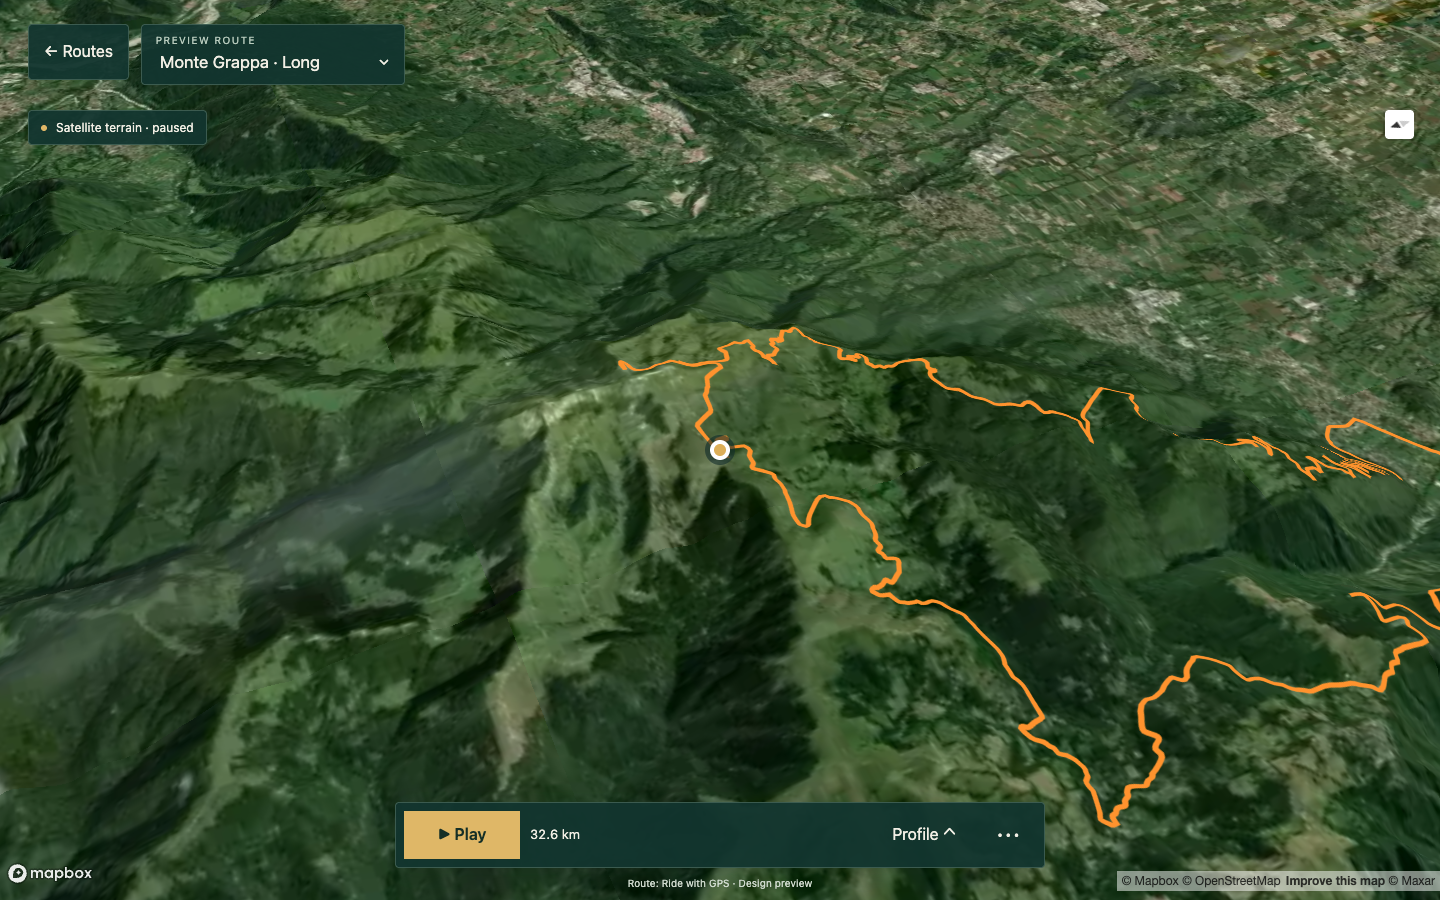 ← Routes
PREVIEW ROUTE
Monte Grappa · Long
Satellite terrain · paused
Play
32.6 km
Profile
mapbox
Route: Ride with GPS · Design preview
© Mapbox © OpenStreetMap Improve this map © Maxar